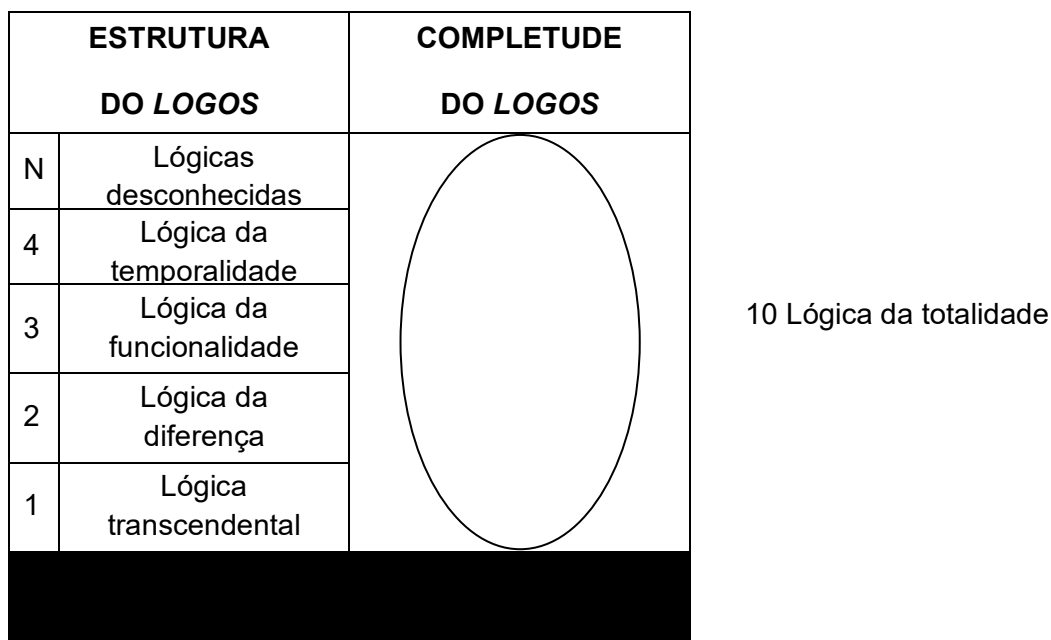 ESTRUTURA
DO LOGOS
COMPLETUDE
DO LOGOS
N
Lógicas
desconhecidas
4
Lógica da
temporalidade
3
Lógica da
funcionalidade
2
Lógica da
diferença
1
Lógica
transcendental
10 Lógica da totalidade